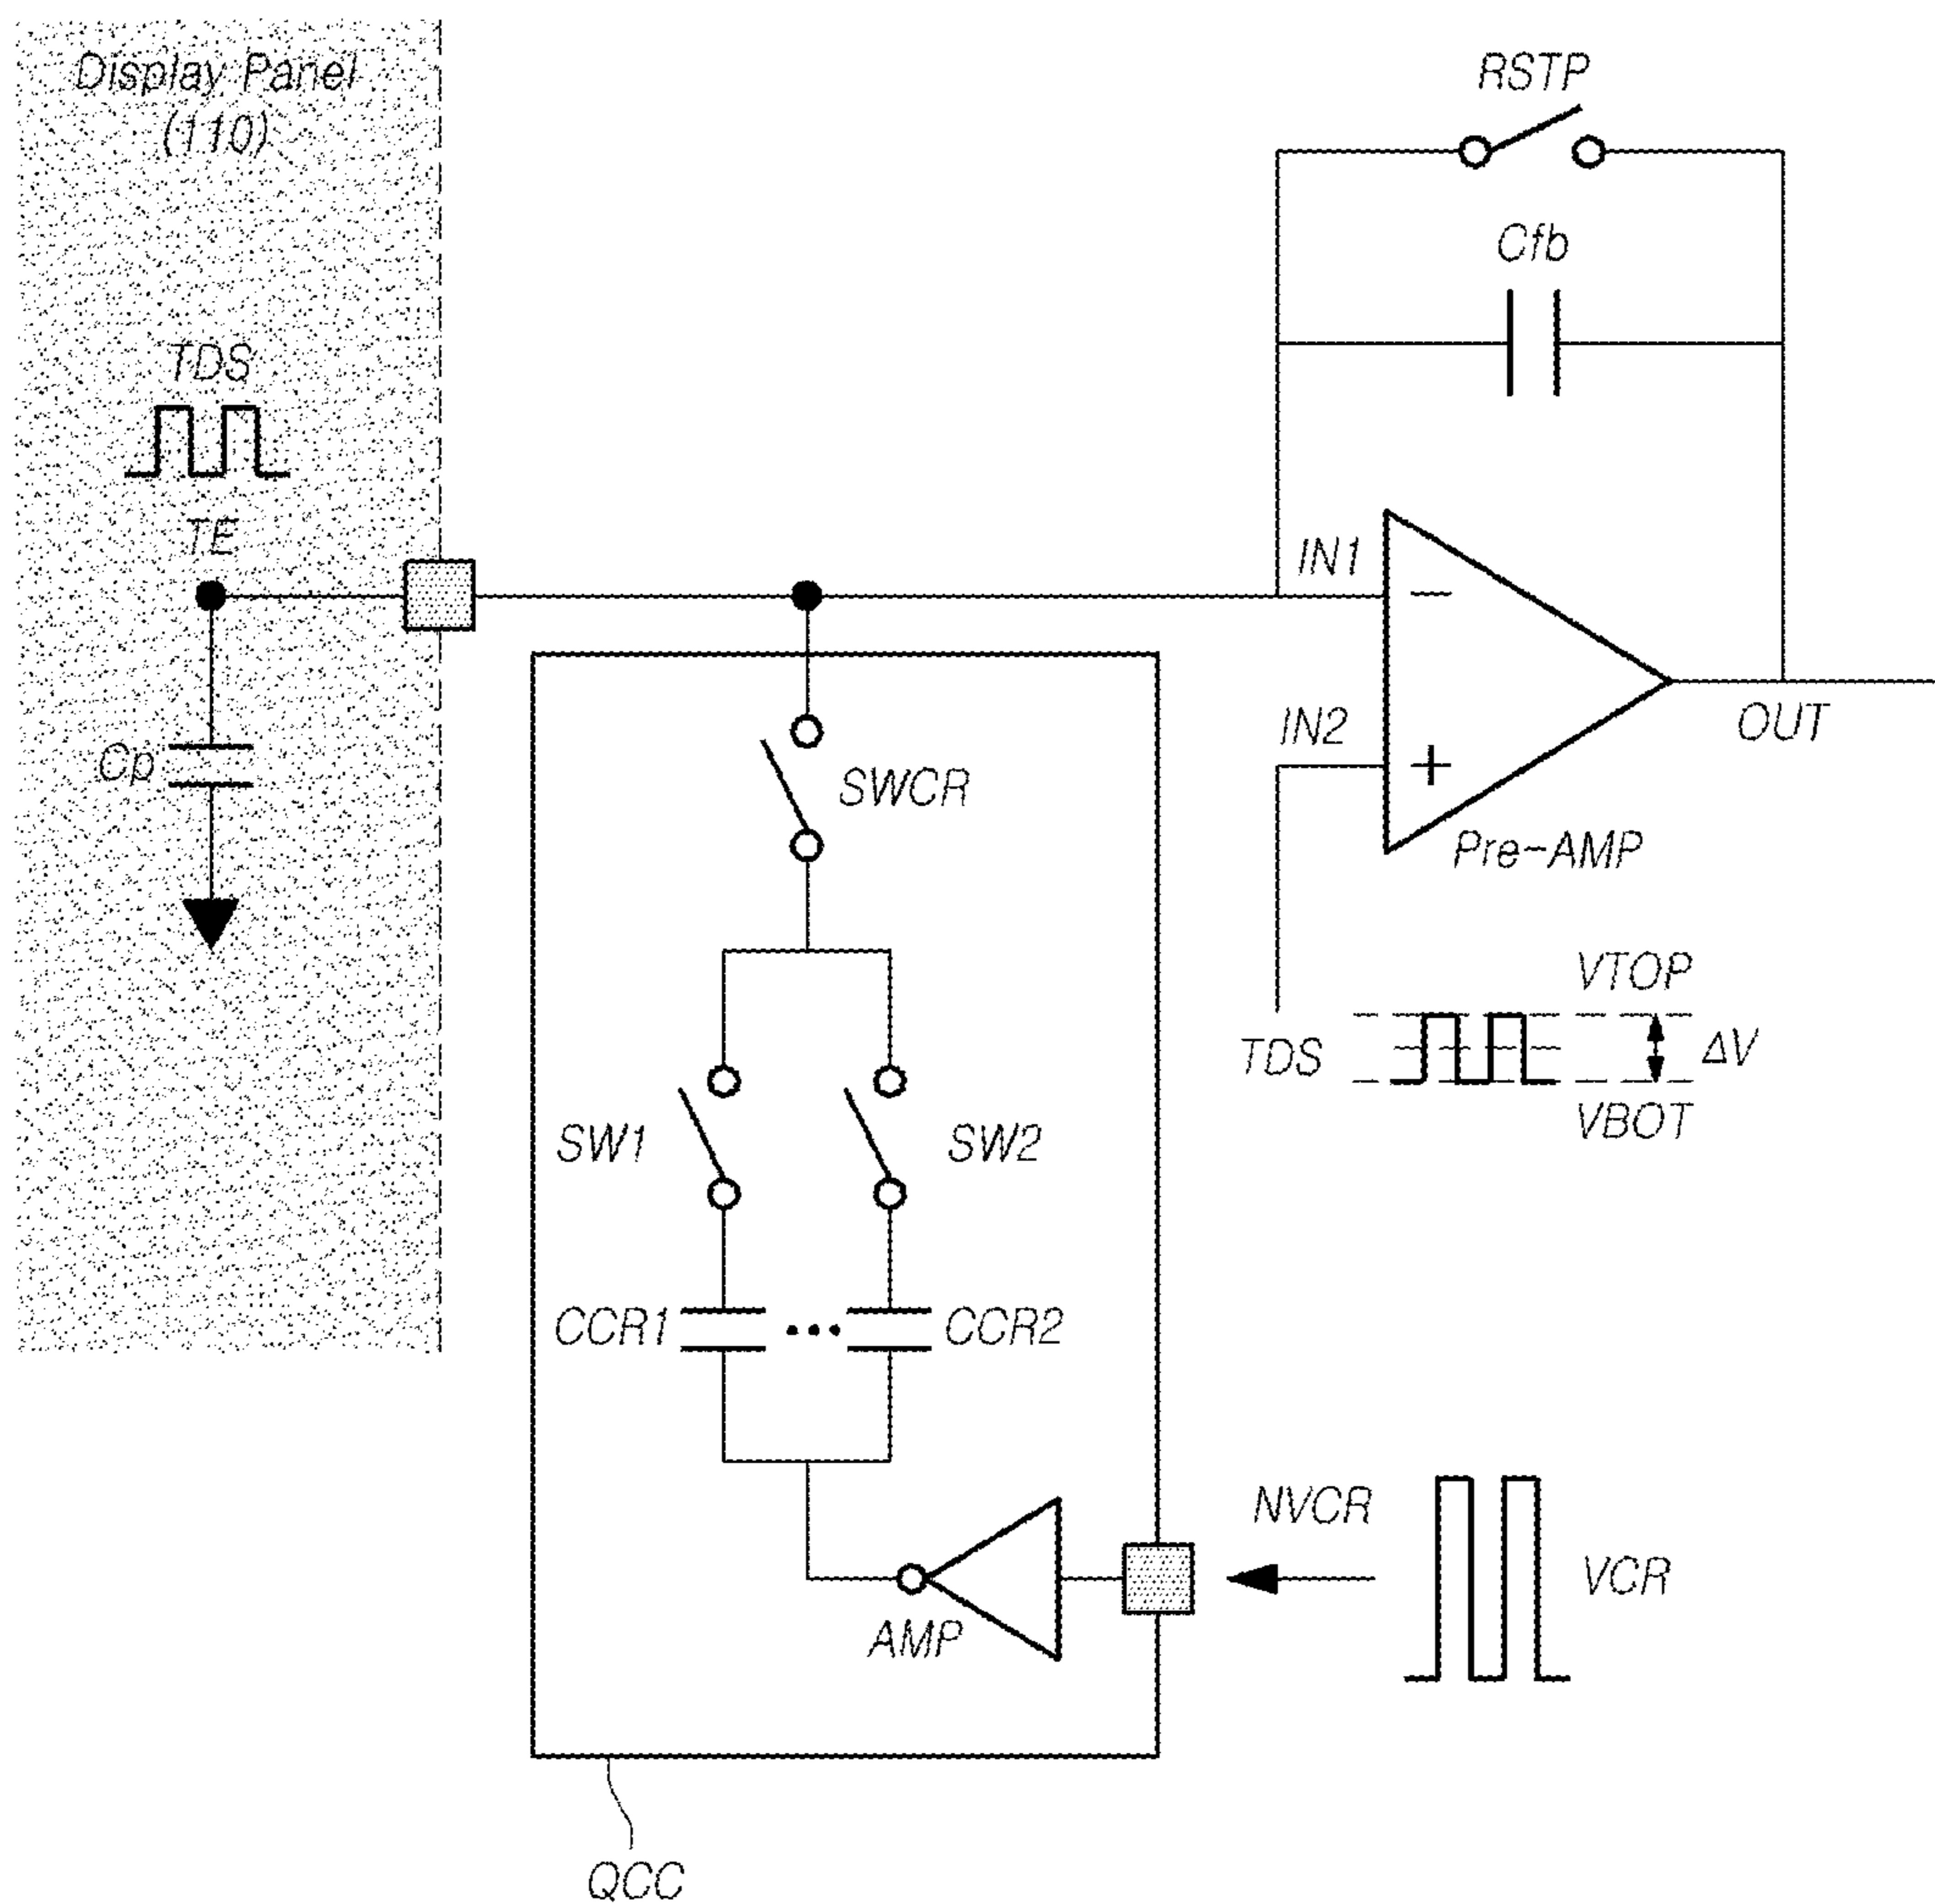 Display Panel
(110)
RSTP
Cfb
TDS
TE
IN1
−
Cp
IN2
+
OUT
SWCR
Pre-AMP
VTOP
TDS
ΔV
VBOT
SW1
SW2
CCR1
•••
CCR2
NVCR
VCR
AMP
QCC